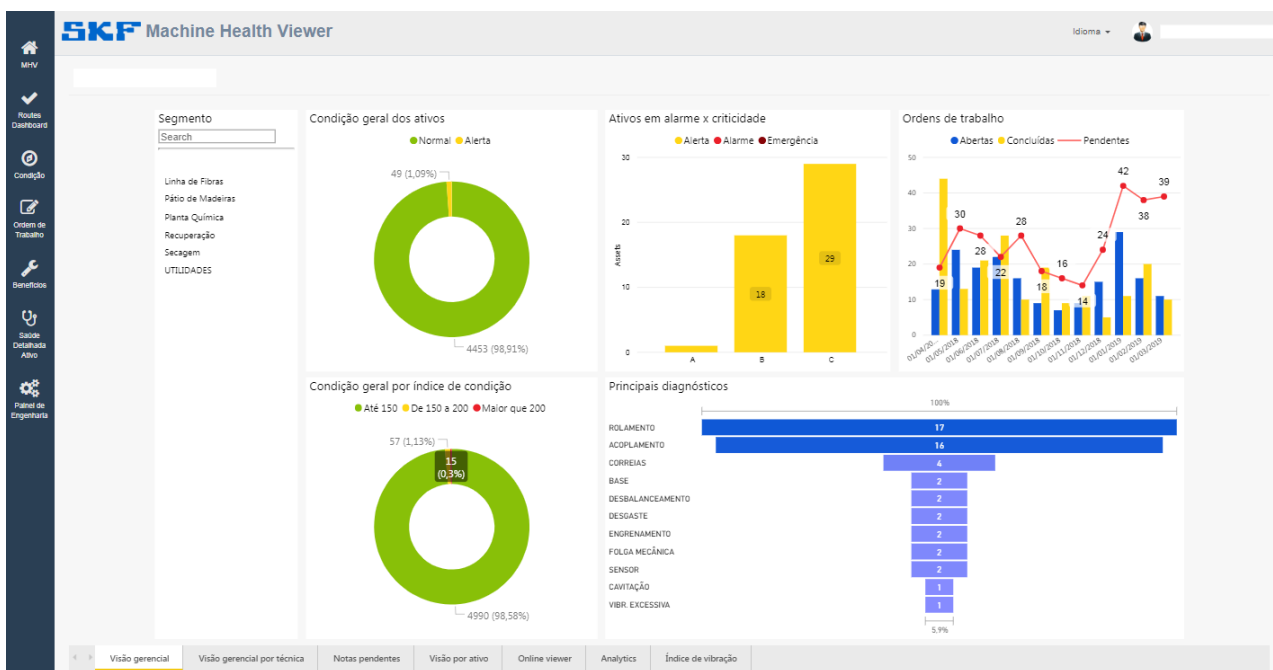 SKF Machine Health Viewer
Idioma
MHV
Routes
Dashboard
Condição
Ordem de
Trabalho
Benefícios
Saúde
Detalhada
Ativo
Painel de
Engenharia
Segmento
Search
Linha de Fibras
Pátio de Madeiras
Planta Química
Recuperação
Secagem
UTILIDADES
Condição geral dos ativos
Normal Alerta
49 (1,09%)
4453 (98,91%)
Ativos em alarme x criticidade
Alerta Alarme Emergência
30
20
10
0
Assets
18
29
A B C
Ordens de trabalho
Abertas Concluídas Pendentes
50
40
30
20
10
0
19
30
28
22
28
18
16
14
24
42
38
39
01/04/20...
01/05/2018
01/06/2018
01/07/2018
01/08/2018
01/09/2018
01/10/2018
01/11/2018
01/12/2018
01/01/2019
01/02/2019
01/03/2019
Condição geral por índice de condição
Até 150 De 150 a 200 Maior que 200
57 (1,13%)
15
(0,3%)
4990 (98,58%)
Principais diagnósticos
100%
ROLAMENTO 17
ACOPLAMENTO 16
CORREIAS 4
BASE 2
DESBALANCEAMENTO 2
DESGASTE 2
ENGRENAMENTO 2
FOLGA MECÂNICA 2
SENSOR 2
CAVITAÇÃO 1
VIBR. EXCESSIVA 1
5,9%
Visão gerencial Visão gerencial por técnica Notas pendentes Visão por ativo Online viewer Analytics Índice de vibração